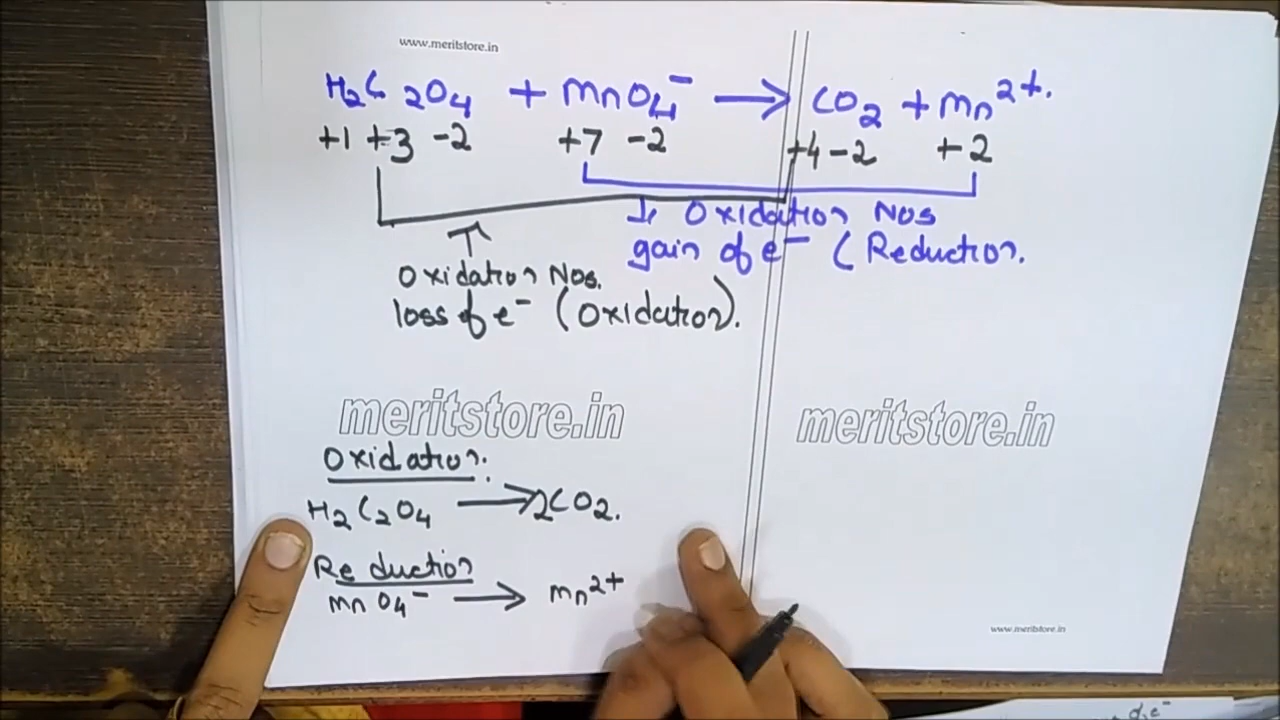 www.meritstore.in
H2C2O4 + MnO4⁻ → CO2 + Mn²⁺.
+1 +3 -2 +7 -2 +4 -2 +2
Oxidation Nos
gain of e⁻ (Reduction.
Oxidation Nos.
loss of e⁻ (Oxidation).
meritstore.in meritstore.in
Oxidation.
H2C2O4 → 2CO2.
Reduction
MnO4⁻ → Mn²⁺
www.meritstore.in